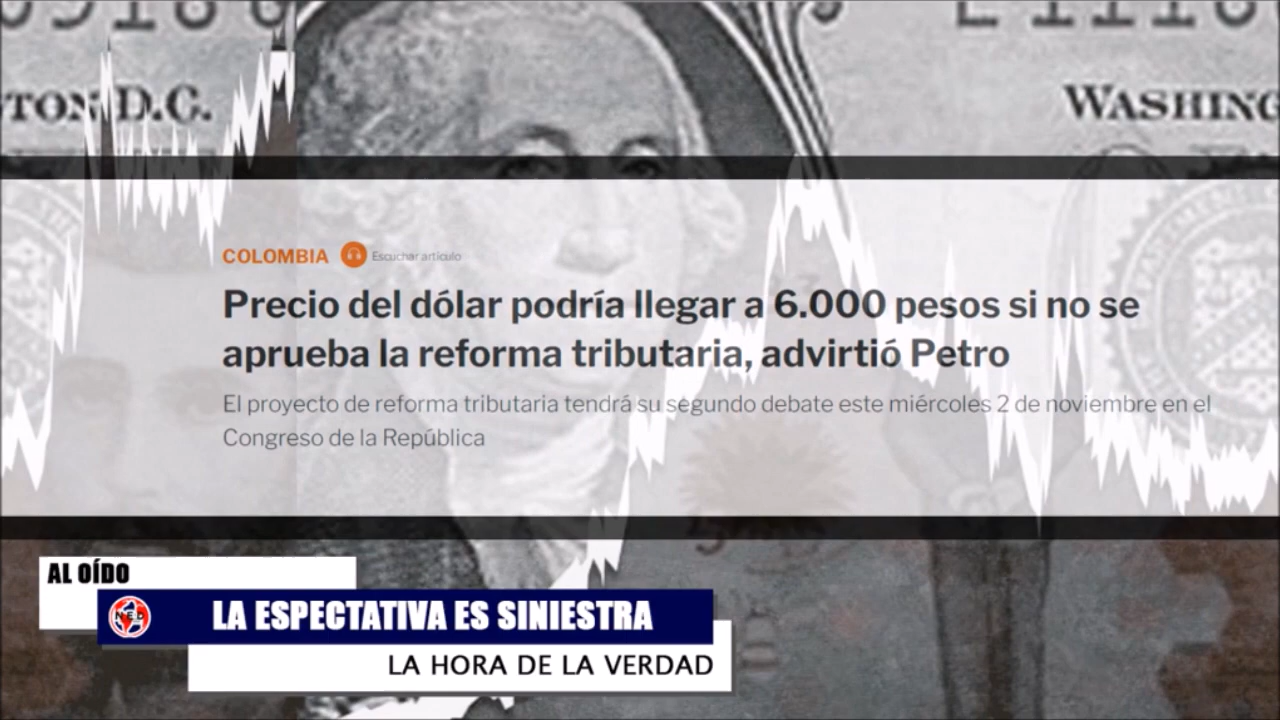 TON D.C.
WASHING
COLOMBIA Escuchar artículo
Precio del dólar podría llegar a 6.000 pesos si no se
aprueba la reforma tributaria, advirtió Petro
El proyecto de reforma tributaria tendrá su segundo debate este miércoles 2 de noviembre en el
Congreso de la República
AL OÍDO
LA ESPECTATIVA ES SINIESTRA
LA HORA DE LA VERDAD